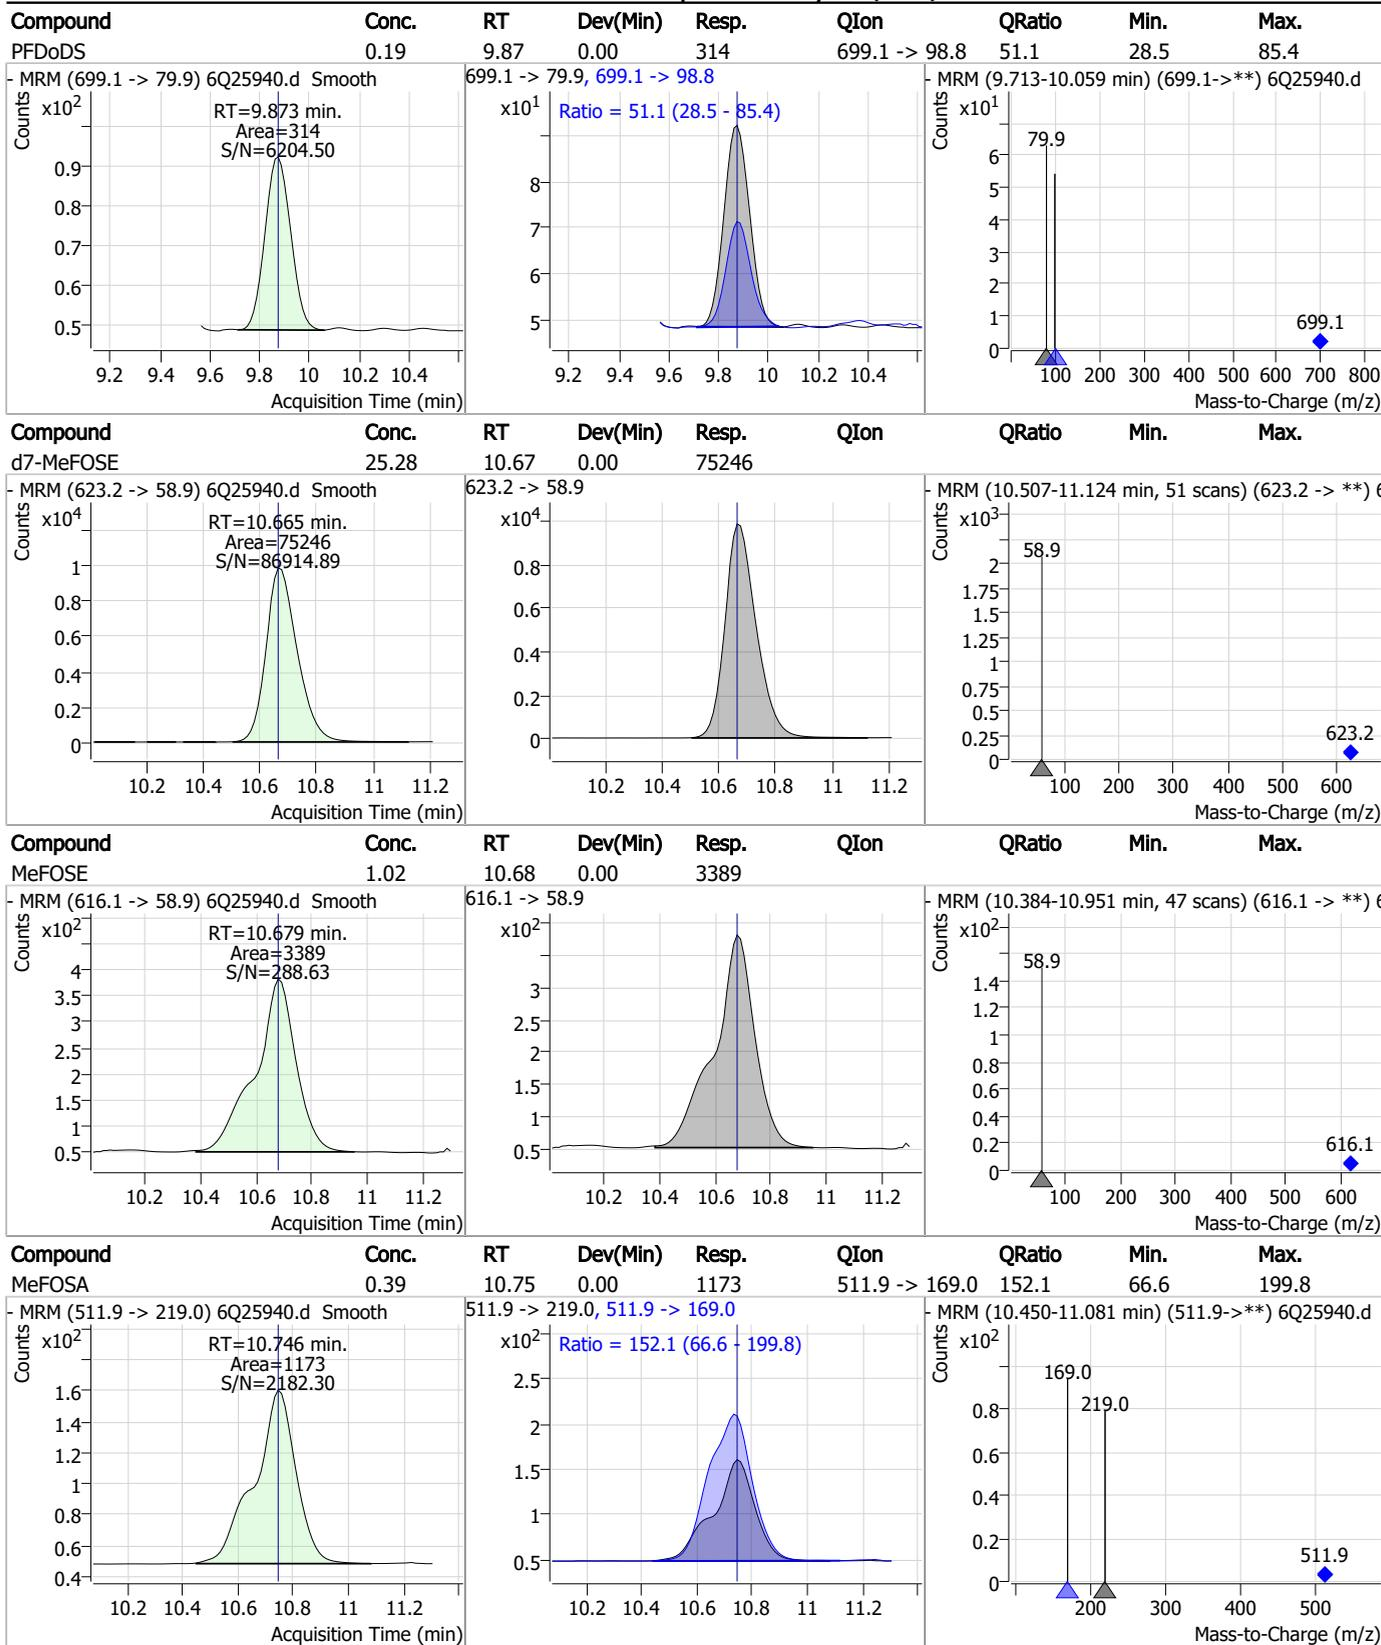 Compound Conc. RT Dev(Min) Resp. QIon QRatio Min. Max.
PFDoDS 0.19 9.87 0.00 314 699.1 -> 98.8 51.1 28.5 85.4
- MRM (699.1 -> 79.9) 6Q25940.d Smooth
Counts
x10²
RT=9.873 min.
Area=314
S/N=6204.50
0.9
0.8
0.7
0.6
0.5
9.2 9.4 9.6 9.8 10 10.2 10.4
Acquisition Time (min)
699.1 -> 79.9, 699.1 -> 98.8
x10¹
Ratio = 51.1 (28.5 - 85.4)
8
7
6
5
9.2 9.4 9.6 9.8 10 10.2 10.4
Acquisition Time (min)
- MRM (9.713-10.059 min) (699.1->**) 6Q25940.d
Counts
x10¹
79.9
6
5
4
3
2
1
0
699.1
100 200 300 400 500 600 700 800
Mass-to-Charge (m/z)
Compound Conc. RT Dev(Min) Resp. QIon QRatio Min. Max.
d7-MeFOSE 25.28 10.67 0.00 75246
- MRM (623.2 -> 58.9) 6Q25940.d Smooth
Counts
x10⁴
RT=10.665 min.
Area=75246
S/N=86914.89
1
0.8
0.6
0.4
0.2
0
10.2 10.4 10.6 10.8 11 11.2
Acquisition Time (min)
623.2 -> 58.9
x10⁴
0.8
0.6
0.4
0.2
0
10.2 10.4 10.6 10.8 11 11.2
Acquisition Time (min)
- MRM (10.507-11.124 min, 51 scans) (623.2 -> **)
Counts
x10³
58.9
2
1.75
1.5
1.25
1
0.75
0.5
0.25
0
623.2
100 200 300 400 500 600
Mass-to-Charge (m/z)
Compound Conc. RT Dev(Min) Resp. QIon QRatio Min. Max.
MeFOSE 1.02 10.68 0.00 3389
- MRM (616.1 -> 58.9) 6Q25940.d Smooth
Counts
x10²
RT=10.679 min.
Area=3389
S/N=288.63
4
3.5
3
2.5
2
1.5
1
0.5
10.2 10.4 10.6 10.8 11 11.2
Acquisition Time (min)
616.1 -> 58.9
x10²
3
2.5
2
1.5
1
0.5
10.2 10.4 10.6 10.8 11 11.2
Acquisition Time (min)
- MRM (10.384-10.951 min, 47 scans) (616.1 -> **)
Counts
x10²
58.9
1.4
1.2
1
0.8
0.6
0.4
0.2
0
616.1
100 200 300 400 500 600
Mass-to-Charge (m/z)
Compound Conc. RT Dev(Min) Resp. QIon QRatio Min. Max.
MeFOSA 0.39 10.75 0.00 1173 511.9 -> 169.0 152.1 66.6 199.8
- MRM (511.9 -> 219.0) 6Q25940.d Smooth
Counts
x10²
RT=10.746 min.
Area=1173
S/N=2182.30
1.6
1.4
1.2
1
0.8
0.6
0.4
10.2 10.4 10.6 10.8 11 11.2
Acquisition Time (min)
511.9 -> 219.0, 511.9 -> 169.0
x10²
Ratio = 152.1 (66.6 - 199.8)
2.5
2
1.5
1
0.5
10.2 10.4 10.6 10.8 11 11.2
Acquisition Time (min)
- MRM (10.450-11.081 min) (511.9->**) 6Q25940.d
Counts
x10²
169.0
219.0
0.8
0.6
0.4
0.2
0
511.9
200 300 400 500
Mass-to-Charge (m/z)